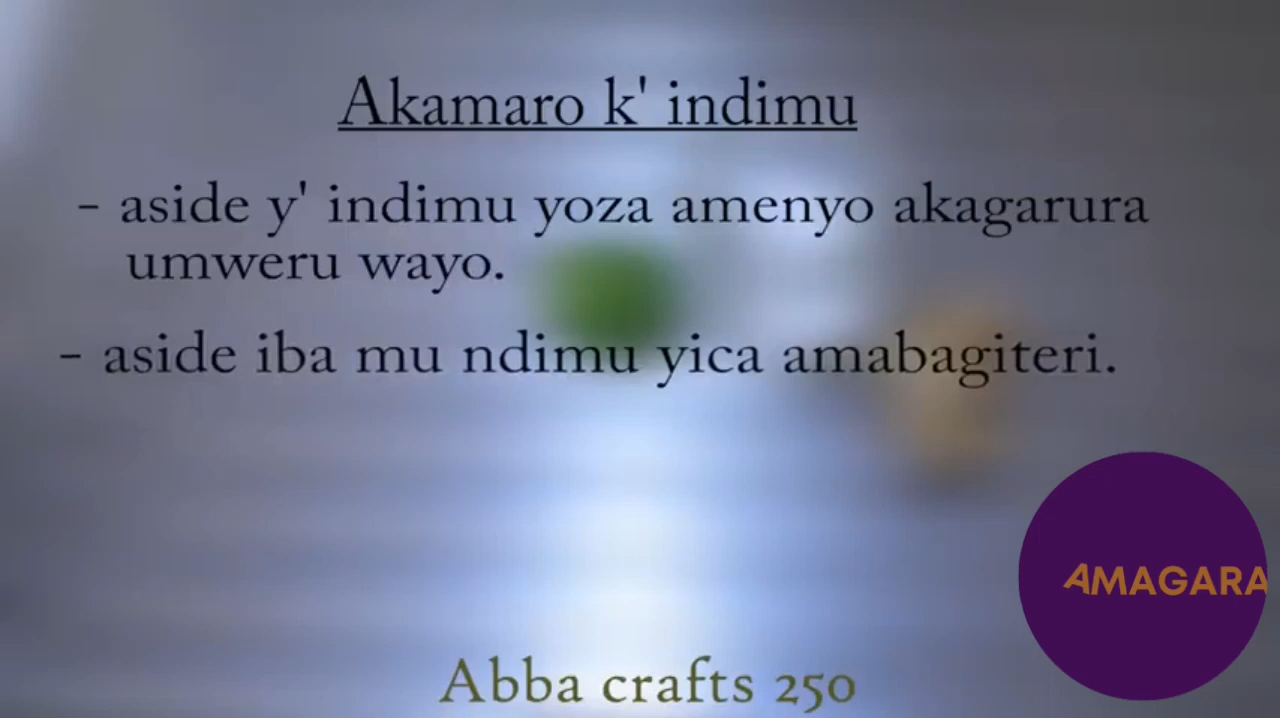 Akamaro k' indimu
- aside y' indimu yoza amenyo akagarura
umweru wayo.
- aside iba mu ndimu yica amabagiteri.
AMAGARA
Abba crafts 250